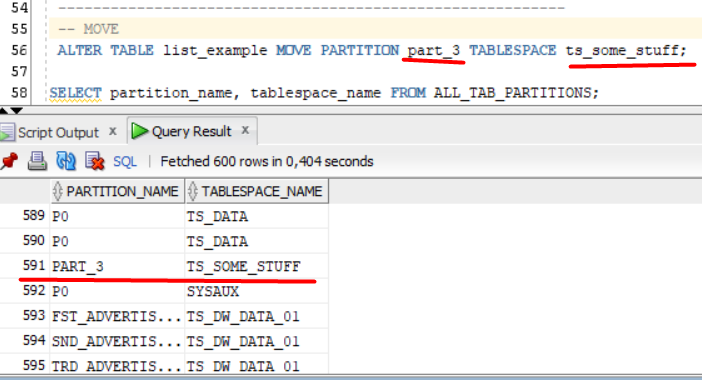 54 --------------------------------------------------------
55 -- MOVE
56 ALTER TABLE list_example MOVE PARTITION part_3 TABLESPACE ts_some_stuff;
57
58 SELECT partition_name, tablespace_name FROM ALL_TAB_PARTITIONS;
Script Output x Query Result x
SQL | Fetched 600 rows in 0,404 seconds
PARTITION_NAME TABLESPACE_NAME
589 P0 TS_DATA
590 P0 TS_DATA
591 PART_3 TS_SOME_STUFF
592 P0 SYSAUX
593 FST_ADVERTIS... TS_DW_DATA_01
594 SND_ADVERTIS... TS_DW_DATA_01
595 TRD_ADVERTIS... TS_DW_DATA_01